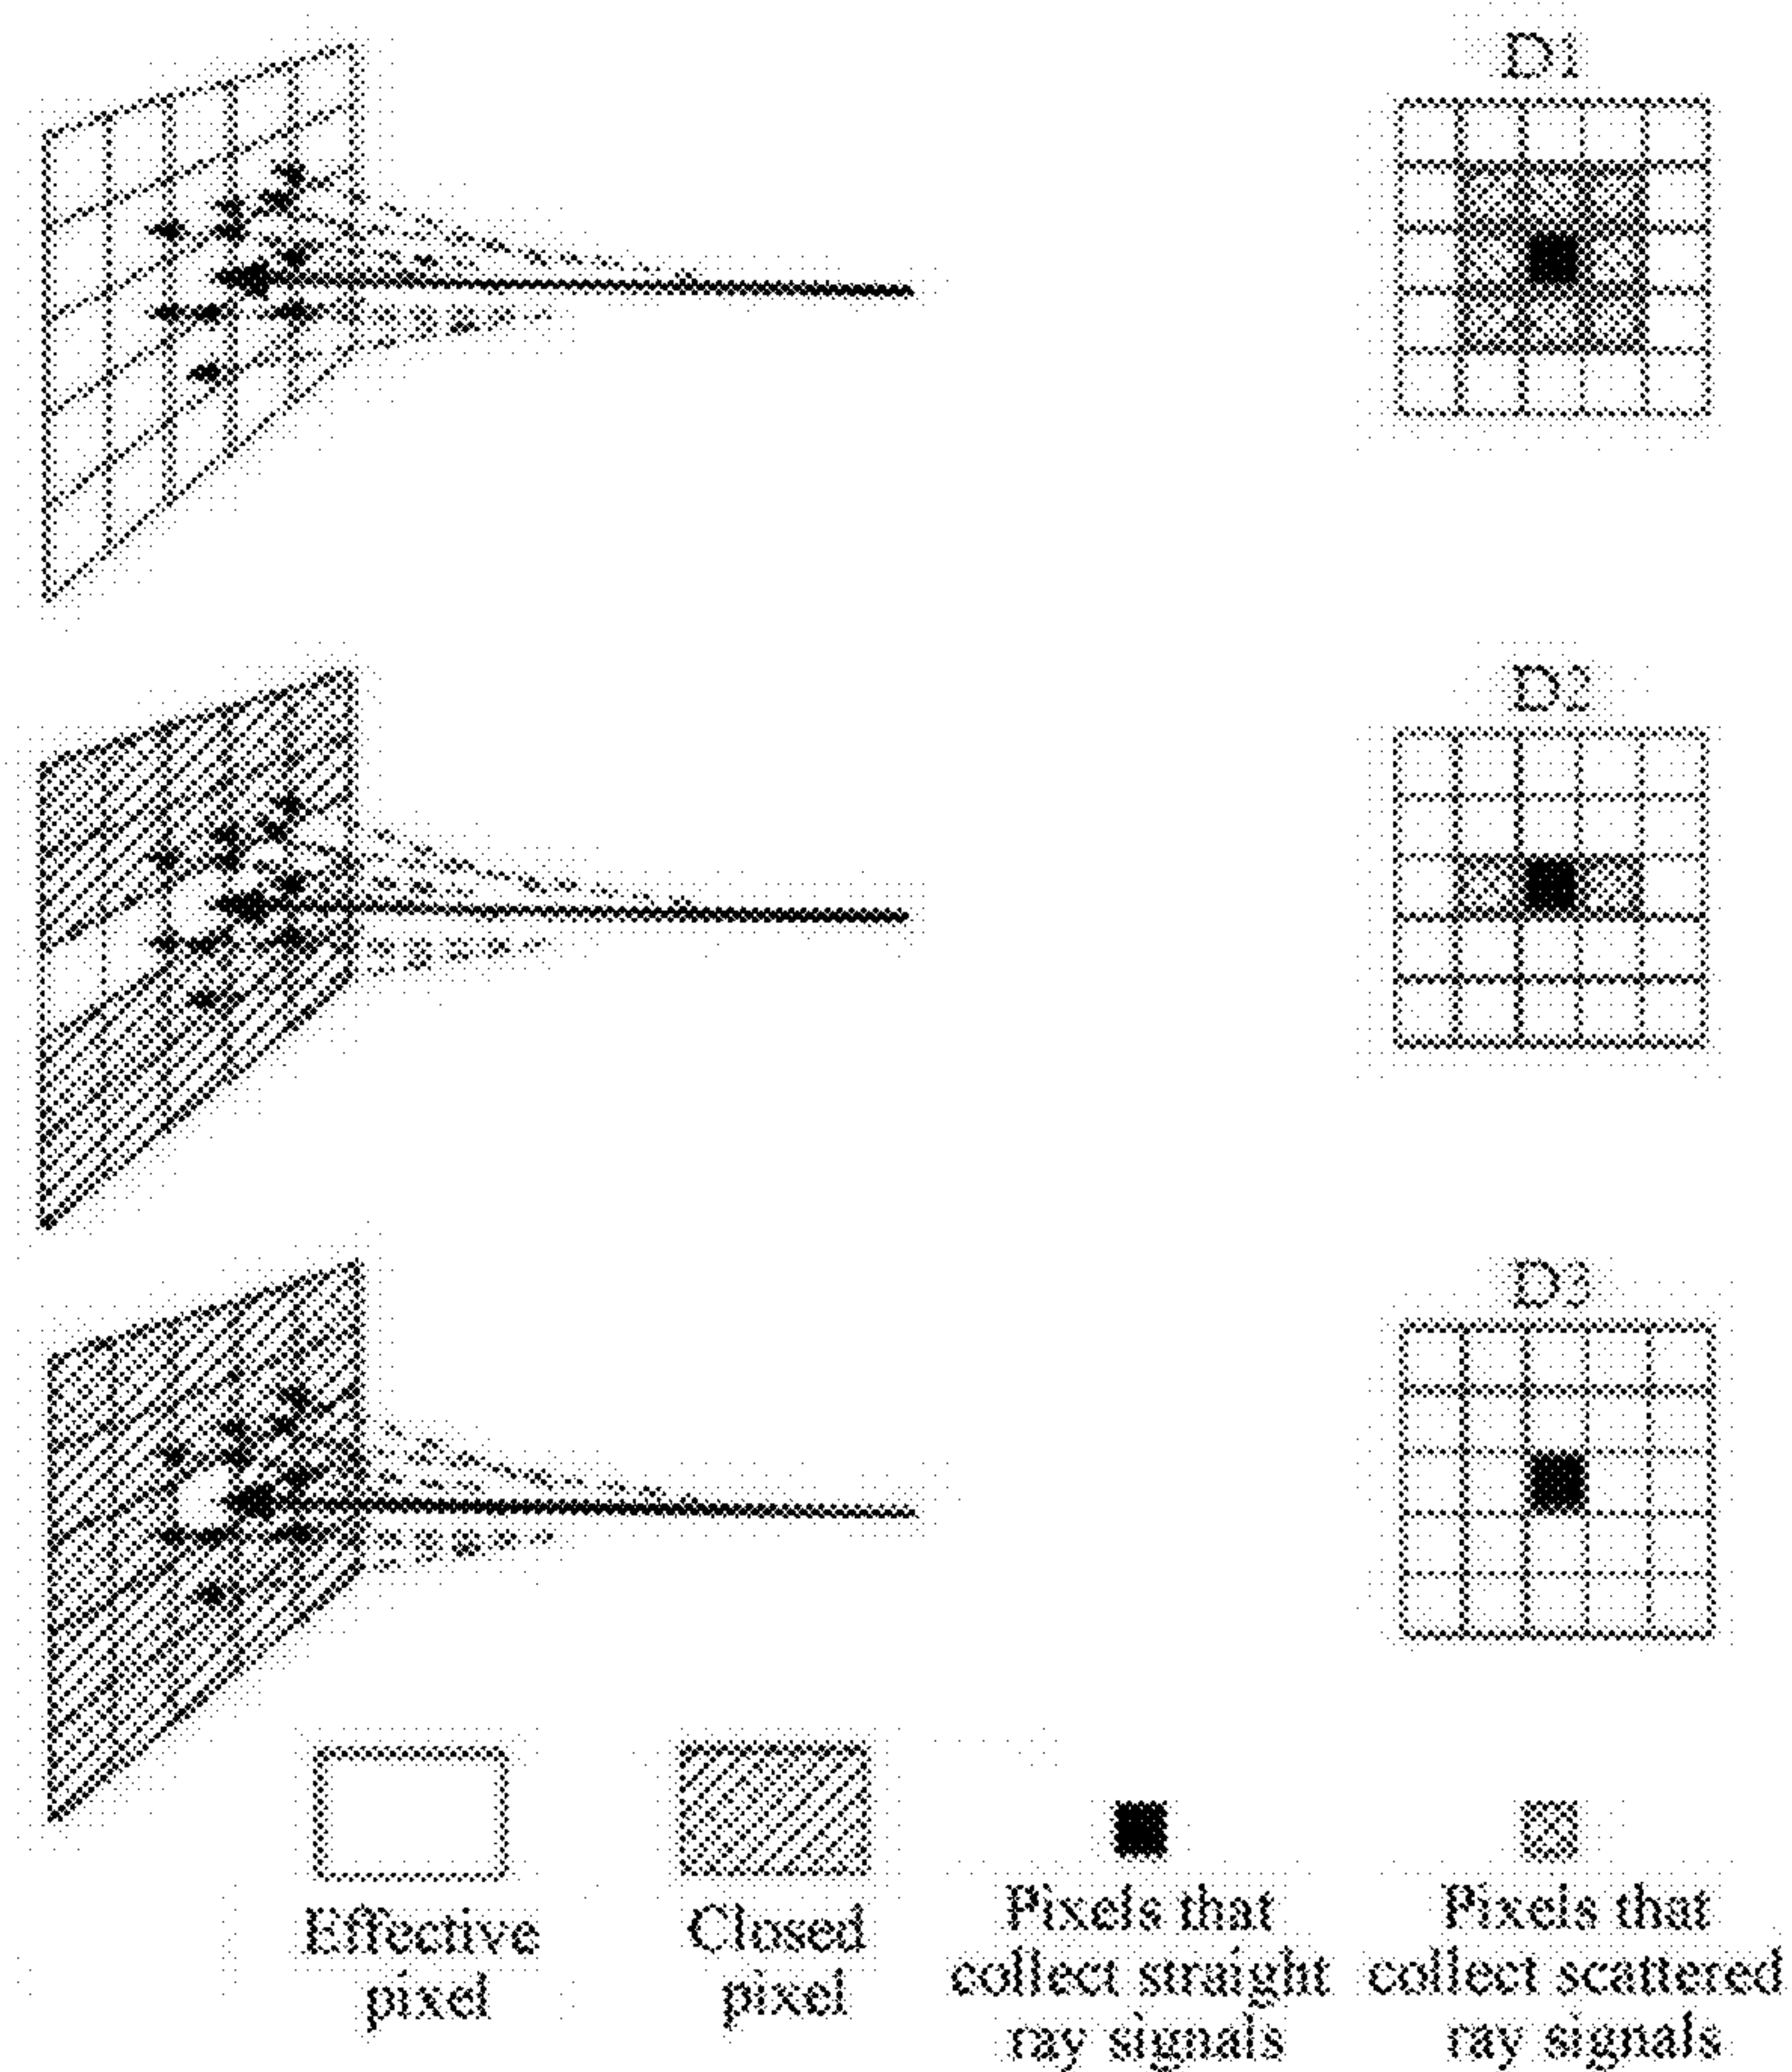 D1
D2
D3
Effective
pixel
Closed
pixel
Pixels that
collect straight
ray signals
Pixels that
collect scattered
ray signals